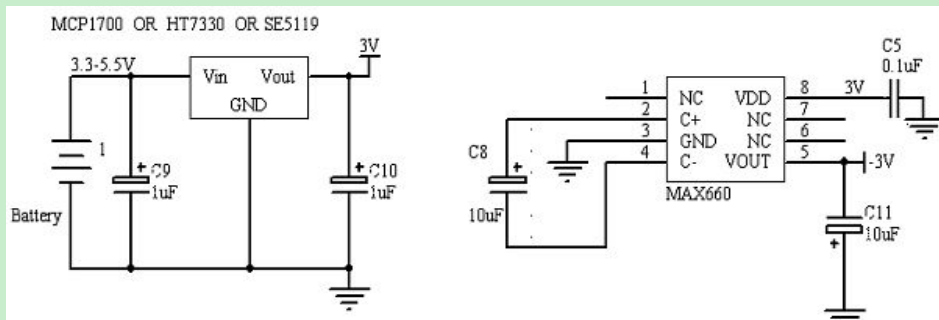 MCP1700 OR HT7330 OR SE5119
3.3-5.5V
Vin Vout
GND
3V
1
Battery
+
C9
1uF
+
C10
1uF
C8
+
10uF
1 NC VDD 8
2 C+ NC 7
3 GND NC 6
4 C- VOUT 5
MAX660
3V
C5
0.1uF
-3V
C11
10uF
+